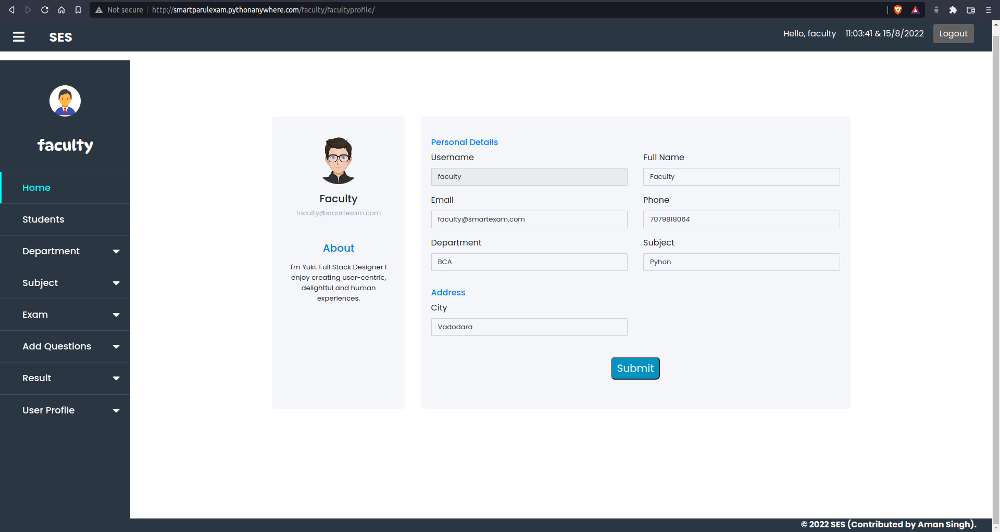 Not secure http://smartparulexam.pythonanywhere.com/faculty/facultyprofile/
SES
Hello, faculty 11:03:41 & 15/8/2022 Logout
faculty
Home
Students
Department
Subject
Exam
Add Questions
Result
User Profile
Faculty
faculty@smartexam.com
About
I'm Yuki. Full Stack Designer I
enjoy creating user-centric,
delightful and human
experiences.
Personal Details
Username Full Name
faculty Faculty
Email Phone
faculty@smartexam.com 7079818064
Department Subject
BCA Pyhon
Address
City
Vadodara
Submit
© 2022 SES (Contributed by Aman Singh).